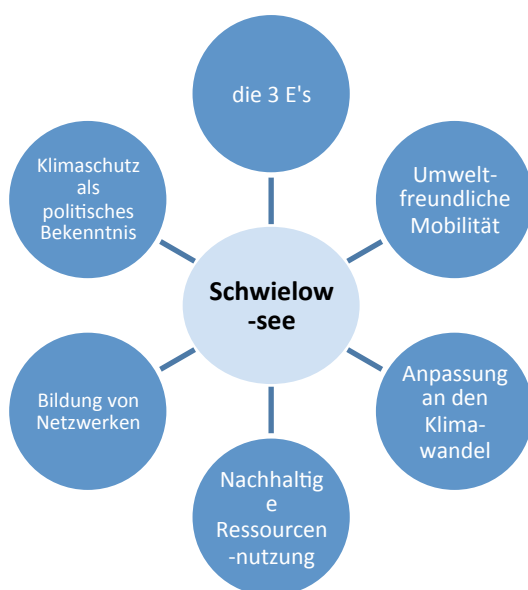 die 3 E's
Umwelt-
freundliche
Mobilität
Anpassung
an den
Klima-
wandel
Nachhaltig
e
Ressourcen
-nutzung
Bildung von
Netzwerken
Klimaschutz
als
politisches
Bekenntnis
Schwielow
-see